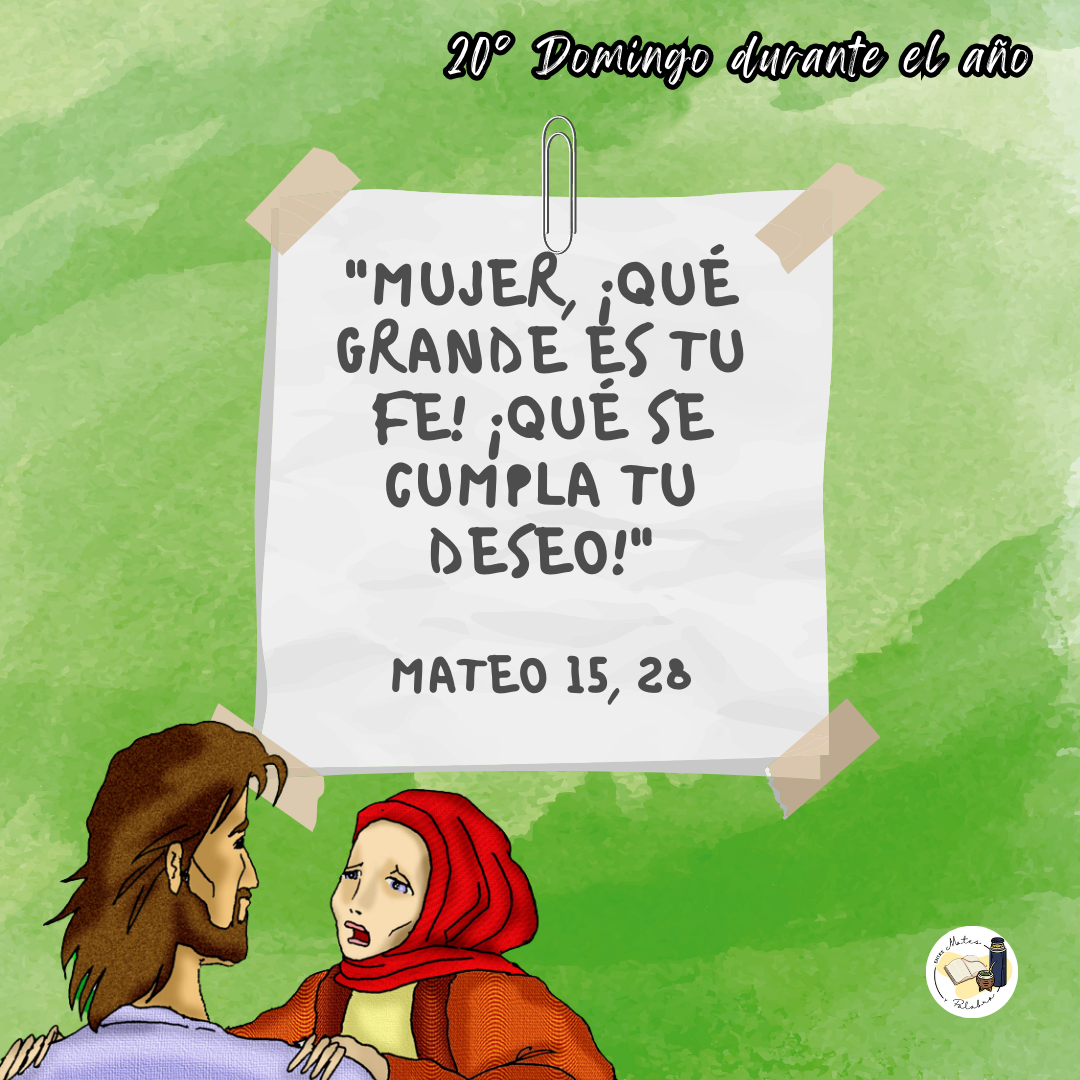 20° Domingo durante el año
"MUJER, ¡QUÉ
GRANDE ES TU
FE! ¡QUÉ SE
CUMPLA TU
DESEO!"
MATEO 15, 28
ENTRE
Mates
y Palabra